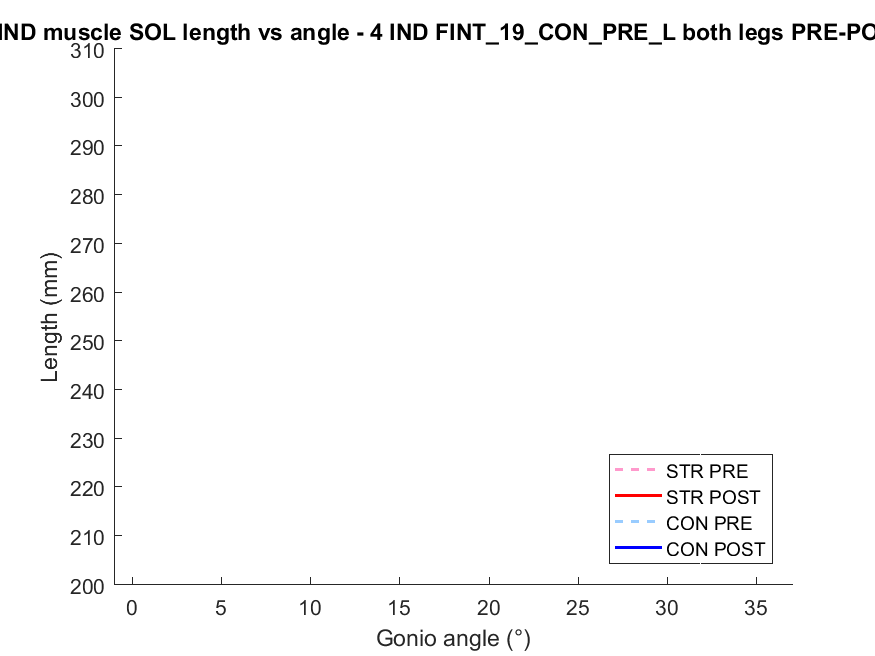 IND muscle SOL length vs angle - 4 IND FINT_19_CON_PRE_L both legs PRE-PO
310
300
290
280
270
260
250
240
230
220
210
200
Length (mm)
STR PRE
STR POST
CON PRE
CON POST
0 5 10 15 20 25 30 35
Gonio angle (°)